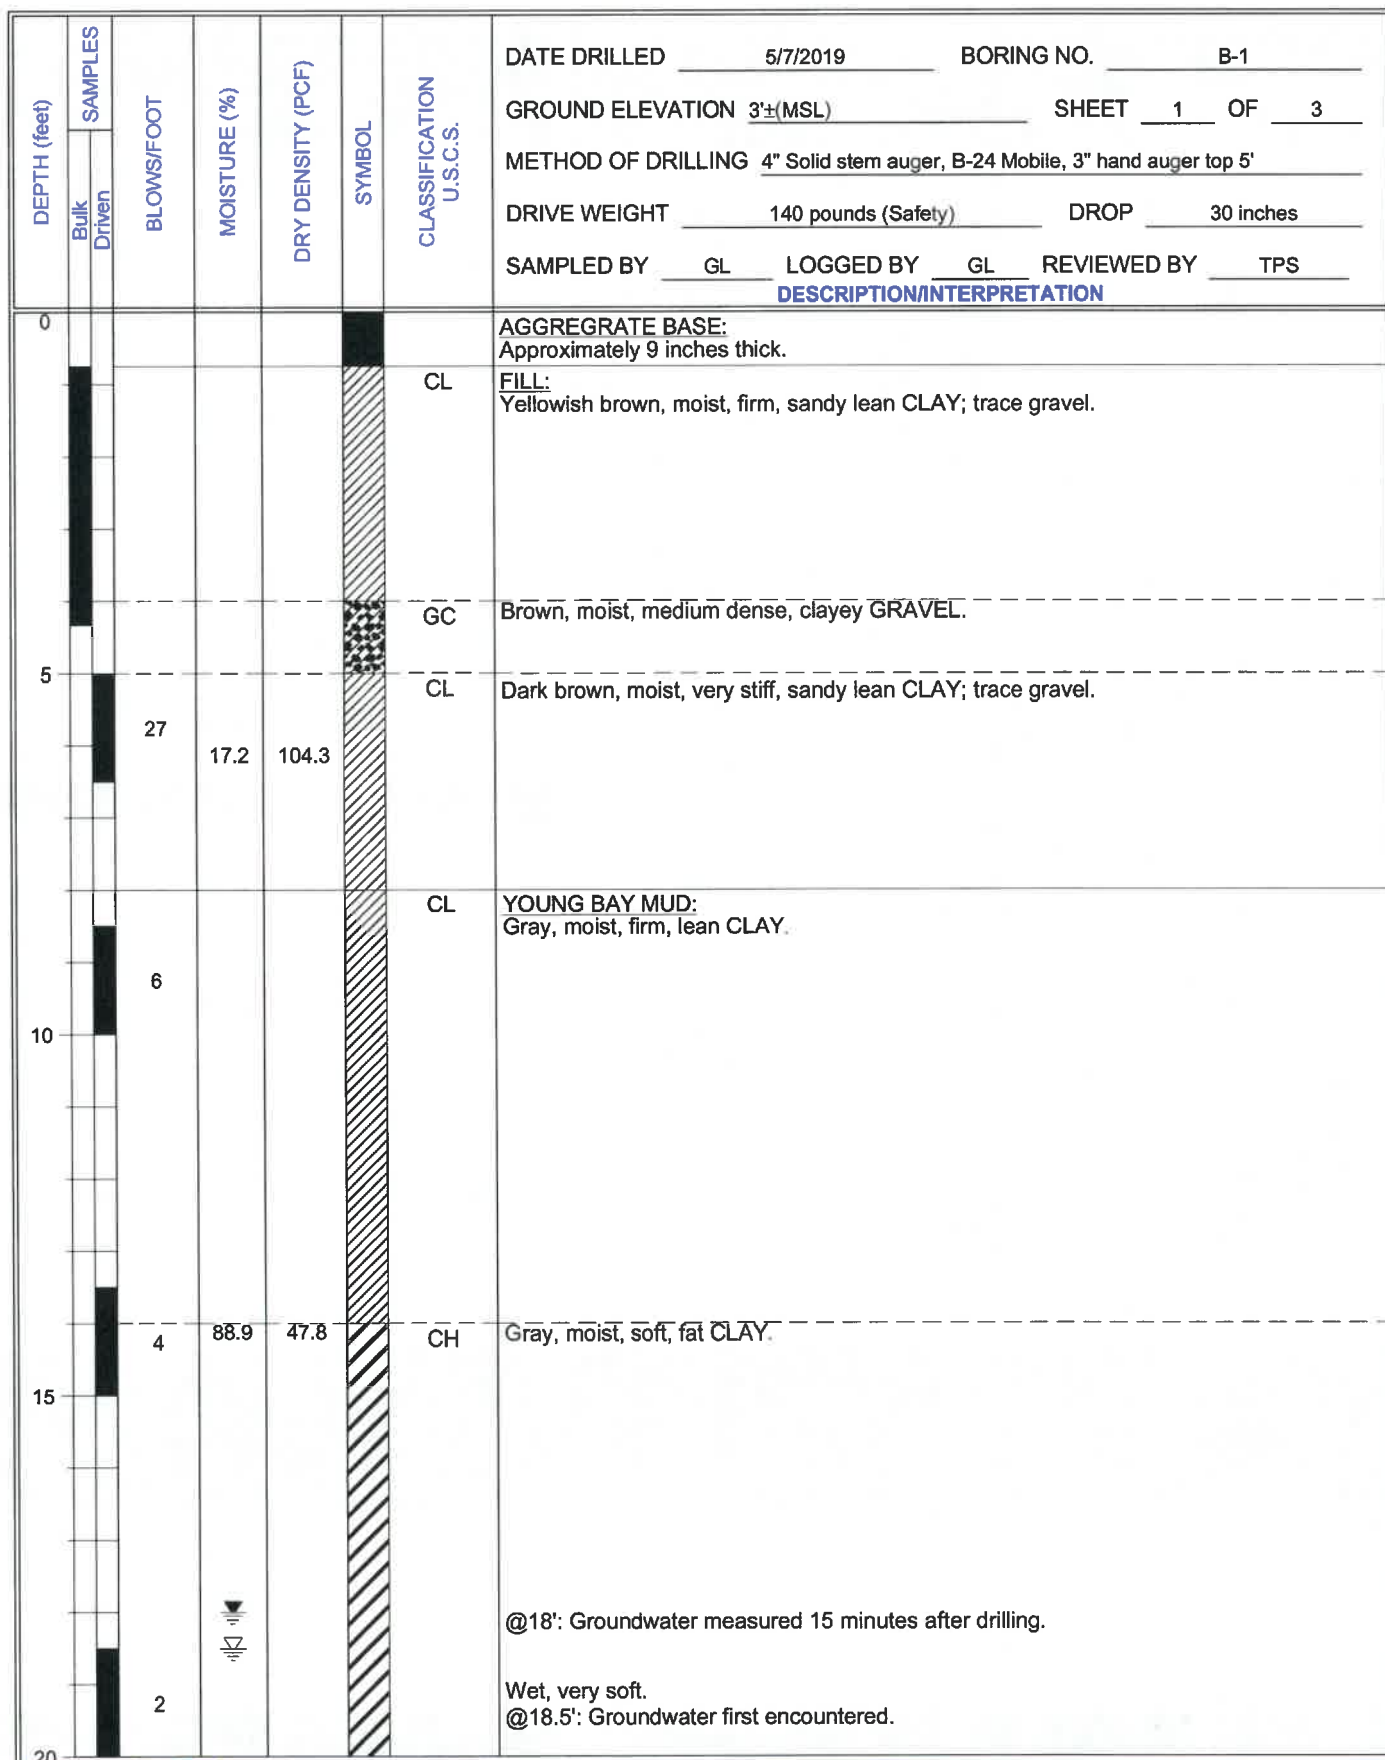 DATE DRILLED 5/7/2019 BORING NO. B-1
GROUND ELEVATION 3'±(MSL) SHEET 1 OF 3
METHOD OF DRILLING 4" Solid stem auger, B-24 Mobile, 3" hand auger top 5'
DRIVE WEIGHT 140 pounds (Safety) DROP 30 inches
SAMPLED BY GL LOGGED BY GL REVIEWED BY TPS
DEPTH (feet)
SAMPLES
Bulk
Driven
BLOWS/FOOT
MOISTURE (%)
DRY DENSITY (PCF)
SYMBOL
CLASSIFICATION
U.S.C.S.
DESCRIPTION/INTERPRETATION
0 AGGREGRATE BASE:
Approximately 9 inches thick.
CL FILL:
Yellowish brown, moist, firm, sandy lean CLAY; trace gravel.
GC Brown, moist, medium dense, clayey GRAVEL.
5
CL Dark brown, moist, very stiff, sandy lean CLAY; trace gravel.
27
17.2 104.3
CL YOUNG BAY MUD:
Gray, moist, firm, lean CLAY.
6
10
4 88.9 47.8 CH Gray, moist, soft, fat CLAY.
15
@18': Groundwater measured 15 minutes after drilling.
Wet, very soft.
2
@18.5': Groundwater first encountered.
20